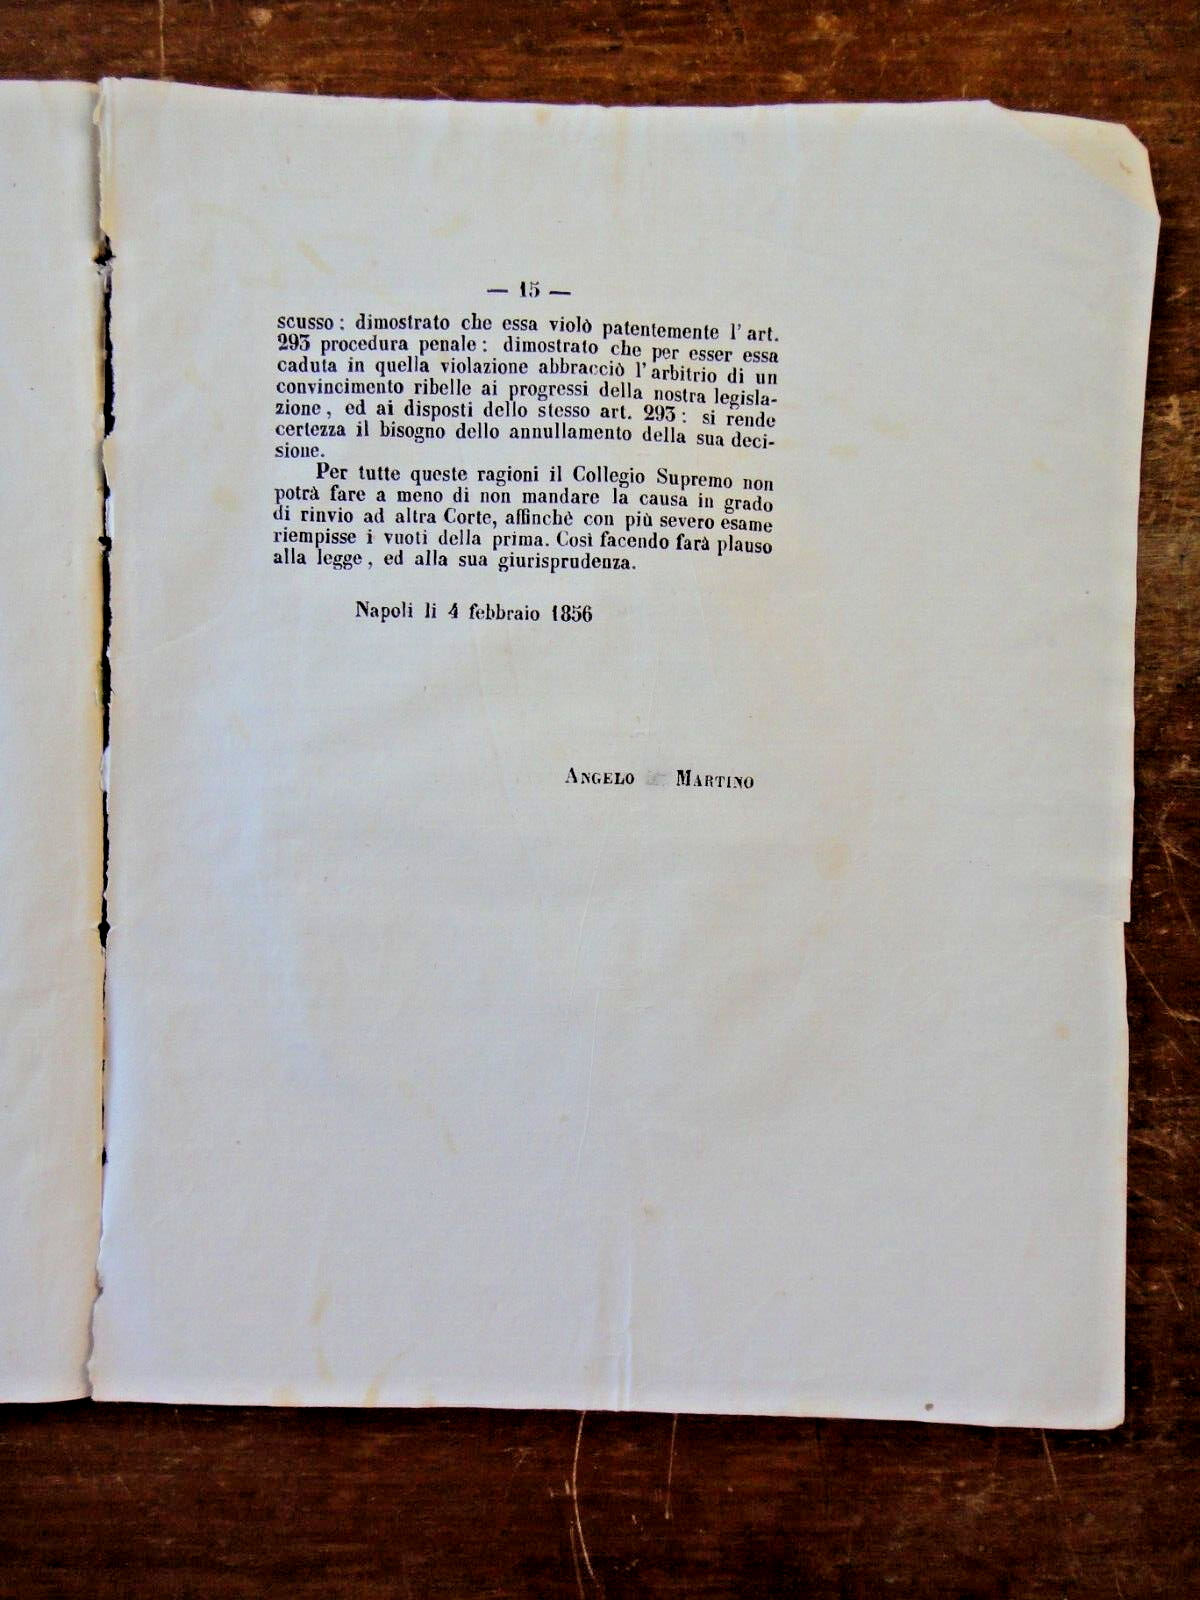 — 15 —
scusso: dimostrato che essa violò patentemente l' art.
293 procedura penale: dimostrato che per esser essa
caduta in quella violazione abbracciò l' arbitrio di un
convincimento ribelle ai progressi della nostra legisla-
zione, ed ai disposti dello stesso art. 293: si rende
certezza il bisogno dello annullamento della sua deci-
sione.
Per tutte queste ragioni il Collegio Supremo non
potrà fare a meno di non mandare la causa in grado
di rinvio ad altra Corte, affinchè con più severo esame
riempisse i vuoti della prima. Così facendo farà plauso
alla legge, ed alla sua giurisprudenza.
Napoli li 4 febbraio 1856
ANGELO MARTINO